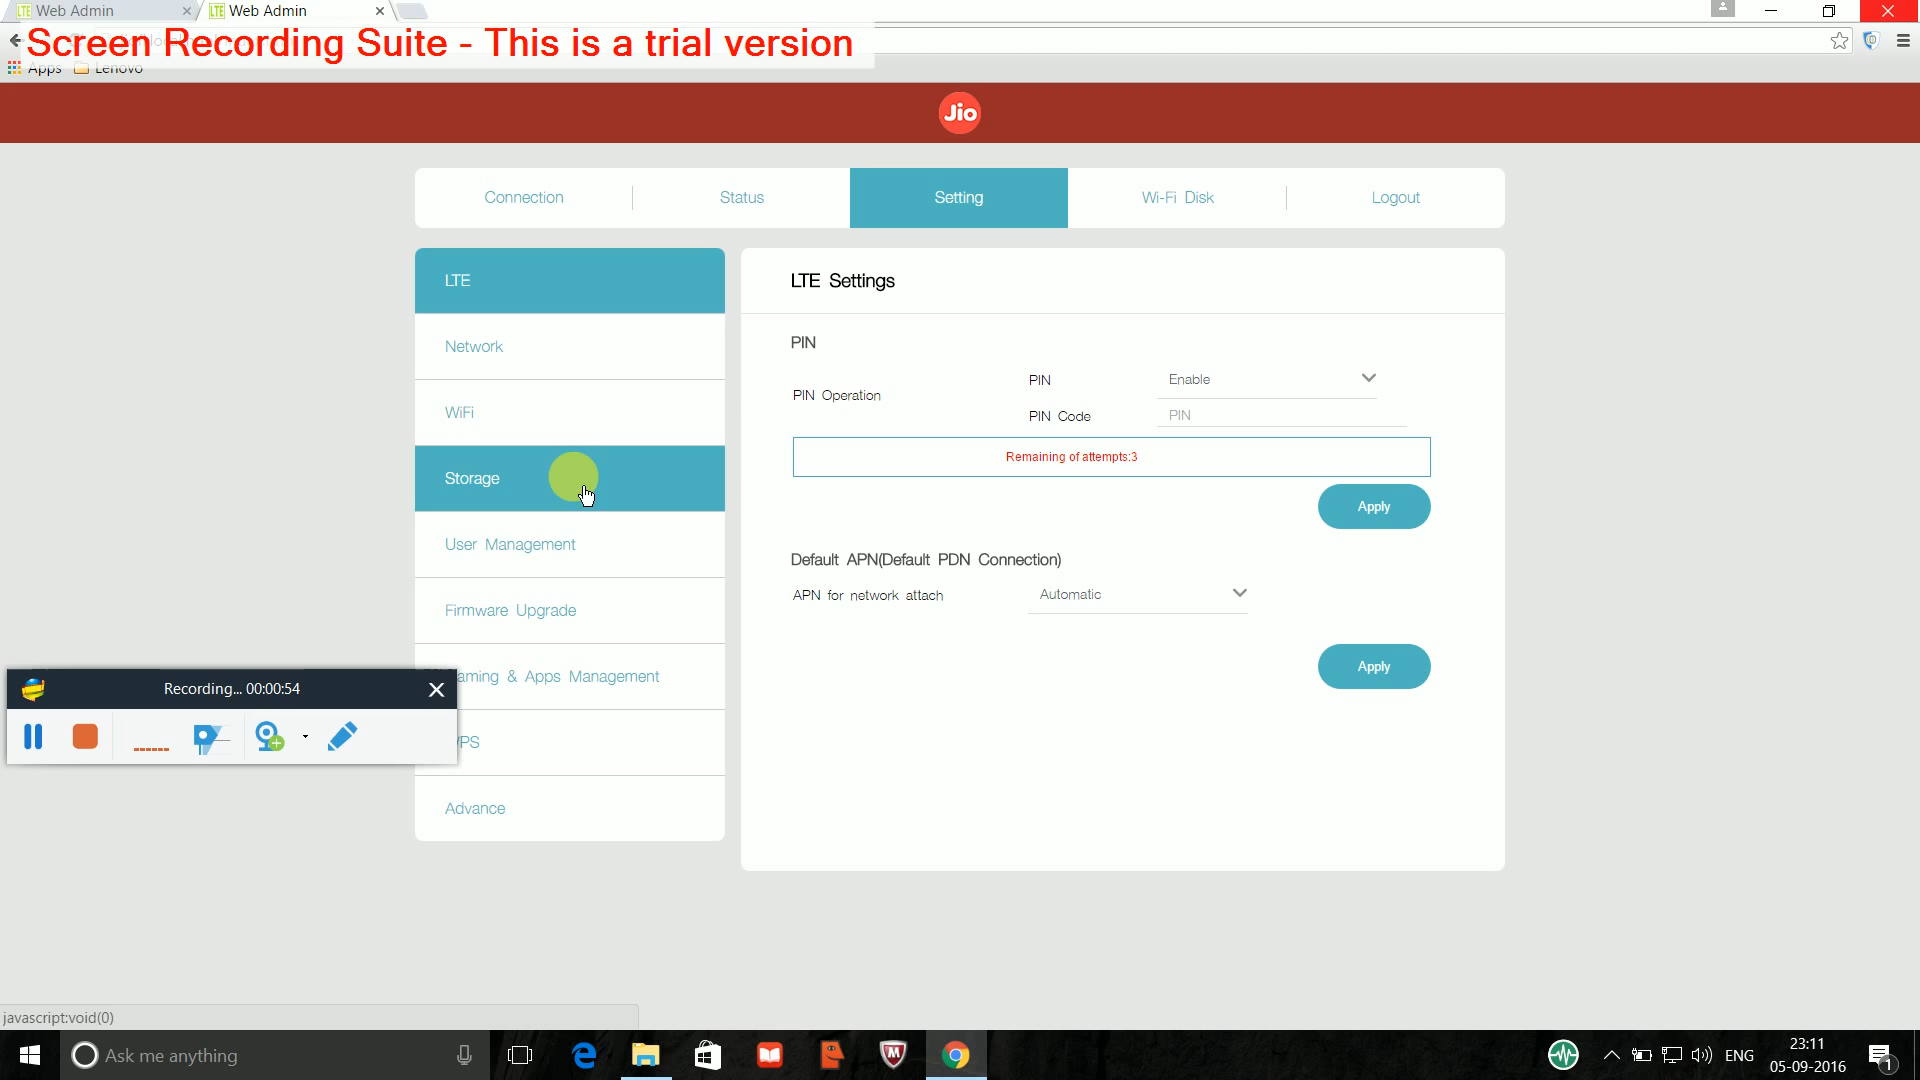 Web Admin
Web Admin
Screen Recording Suite - This is a trial version
Apps
Lenovo
Jio
Connection
Status
Setting
Wi-Fi Disk
Logout
LTE
Network
WiFi
Storage
User Management
Firmware Upgrade
aming & Apps Management
PS
Advance
LTE Settings
PIN
PIN Operation
PIN
Enable
PIN Code
PIN
Remaining of attempts:3
Apply
Default APN(Default PDN Connection)
APN for network attach
Automatic
Apply
Recording... 00:00:54
javascript:void(0)
Ask me anything
ENG
23:11
05-09-2016
1